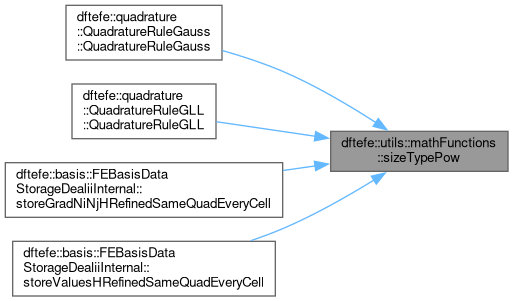 dftefe::quadrature
::QuadratureRuleGauss
::QuadratureRuleGauss
dftefe::quadrature
::QuadratureRuleGLL
::QuadratureRuleGLL
dftefe::utils::mathFunctions
::sizeTypePow
dftefe::basis::FEBasisData
StorageDealiiInternal::
storeGradNiNjHRefinedSameQuadEveryCell
dftefe::basis::FEBasisData
StorageDealiiInternal::
storeValuesHRefinedSameQuadEveryCell